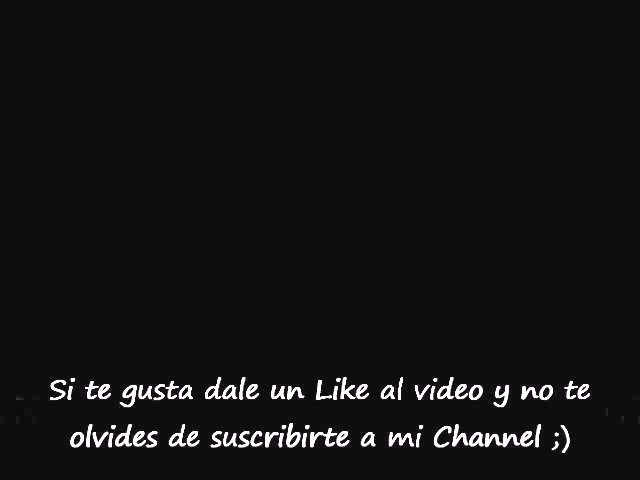 Si te gusta dale un Like al video y no te
olvides de suscribirte a mi Channel ;)